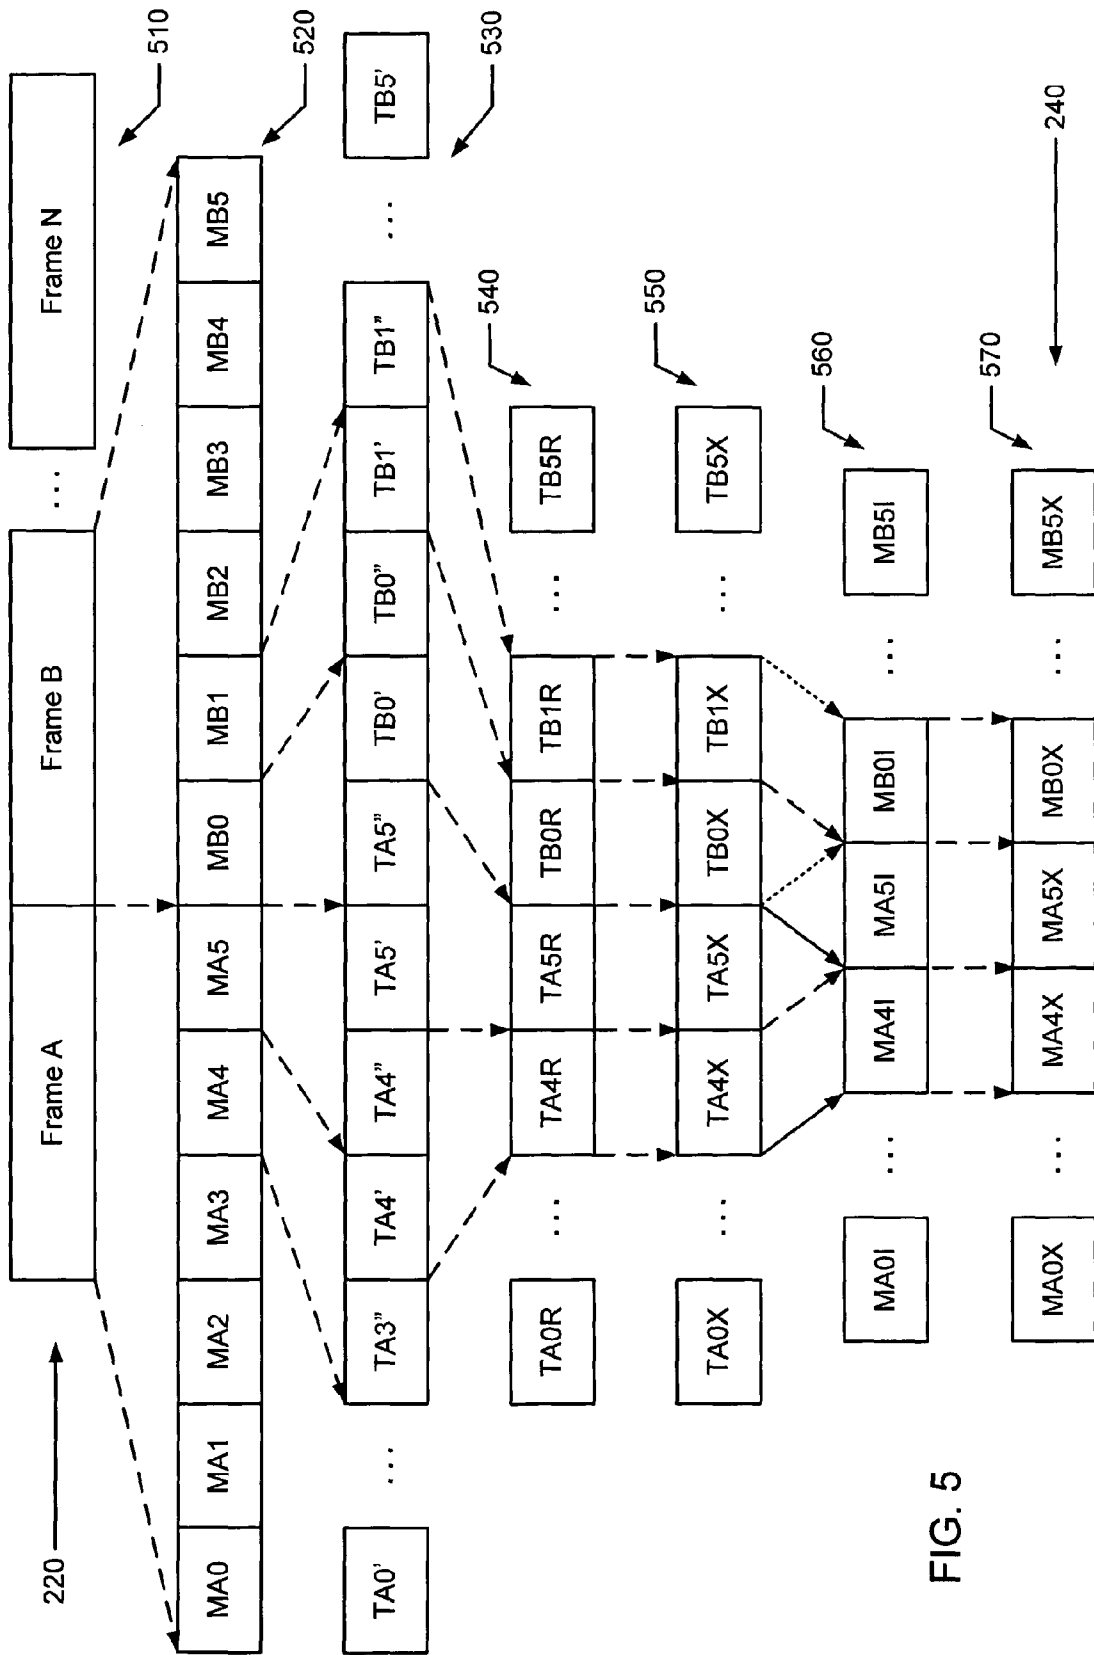 220
Frame A
Frame B
...
Frame N
510
MA0
MA1
MA2
MA3
MA4
MA5
MB0
MB1
MB2
MB3
MB4
MB5
520
TA0'
...
TA3"
TA4'
TA4"
TA5'
TA5"
TB0'
TB0"
TB1'
TB1"
...
TB5'
530
TA0R
...
TA4R
TA5R
TB0R
TB1R
...
TB5R
540
TA0X
...
TA4X
TA5X
TB0X
TB1X
...
TB5X
550
MA0I
...
MA4I
MA5I
MB0I
...
MB5I
560
MA0X
...
MA4X
MA5X
MB0X
...
MB5X
570
240
FIG. 5